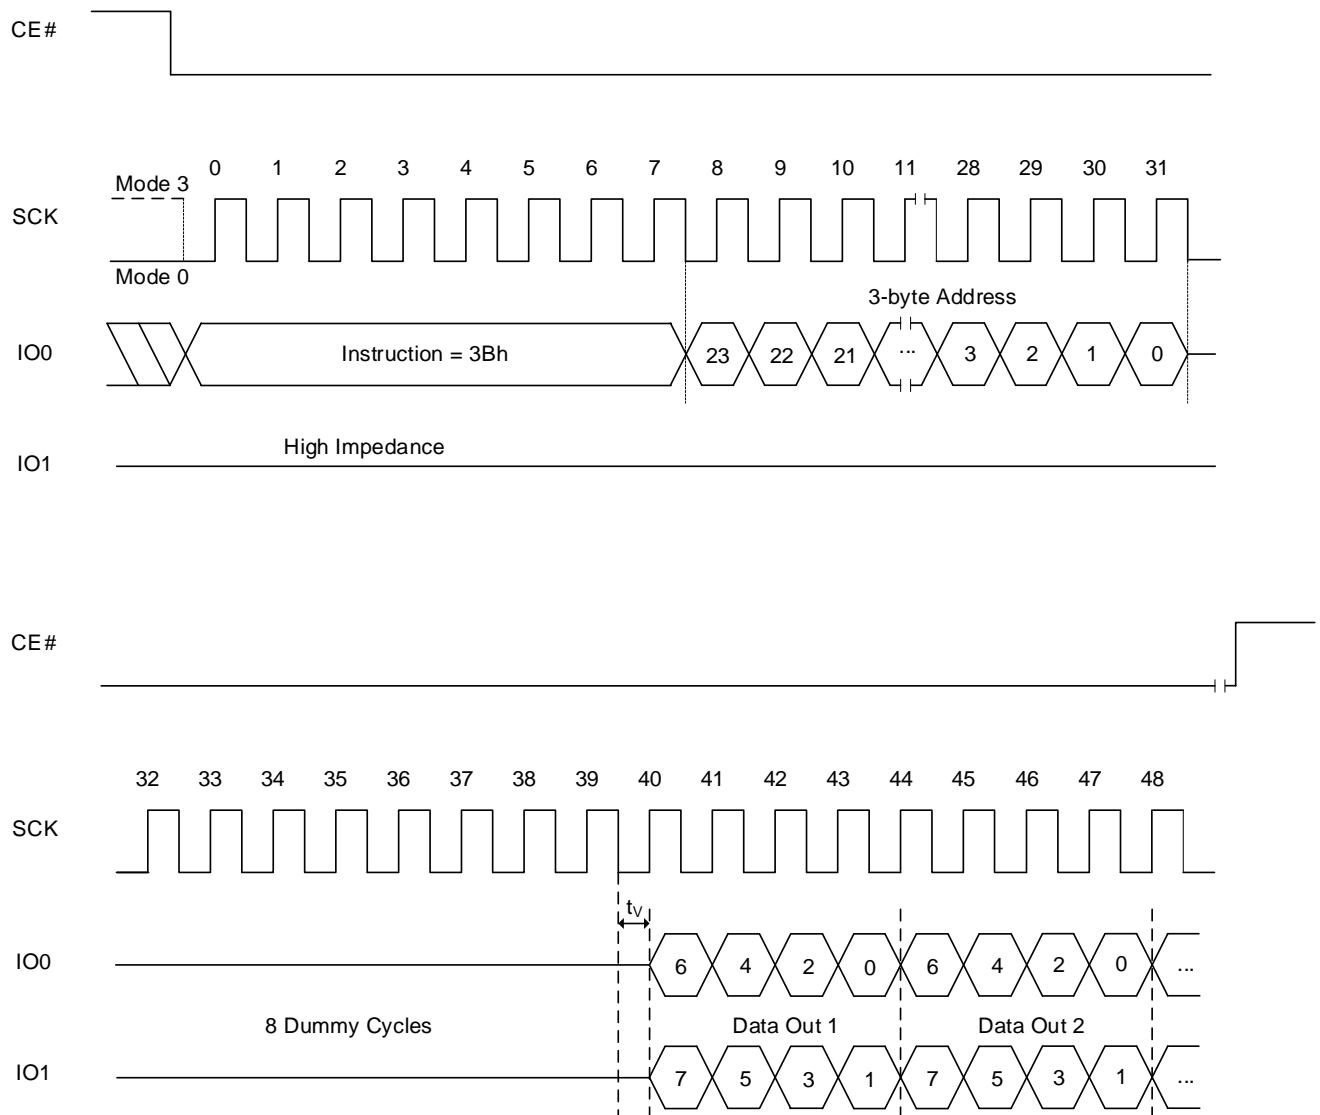 CE#
0 1 2 3 4 5 6 7 8 9 10 11 28 29 30 31
Mode 3
SCK
Mode 0
3-byte Address
IO0 Instruction = 3Bh 23 22 21 ... 3 2 1 0
High Impedance
IO1
CE#
32 33 34 35 36 37 38 39 40 41 42 43 44 45 46 47 48
SCK
tV
IO0 6 4 2 0 6 4 2 0 ...
8 Dummy Cycles Data Out 1 Data Out 2
IO1 7 5 3 1 7 5 3 1 ...